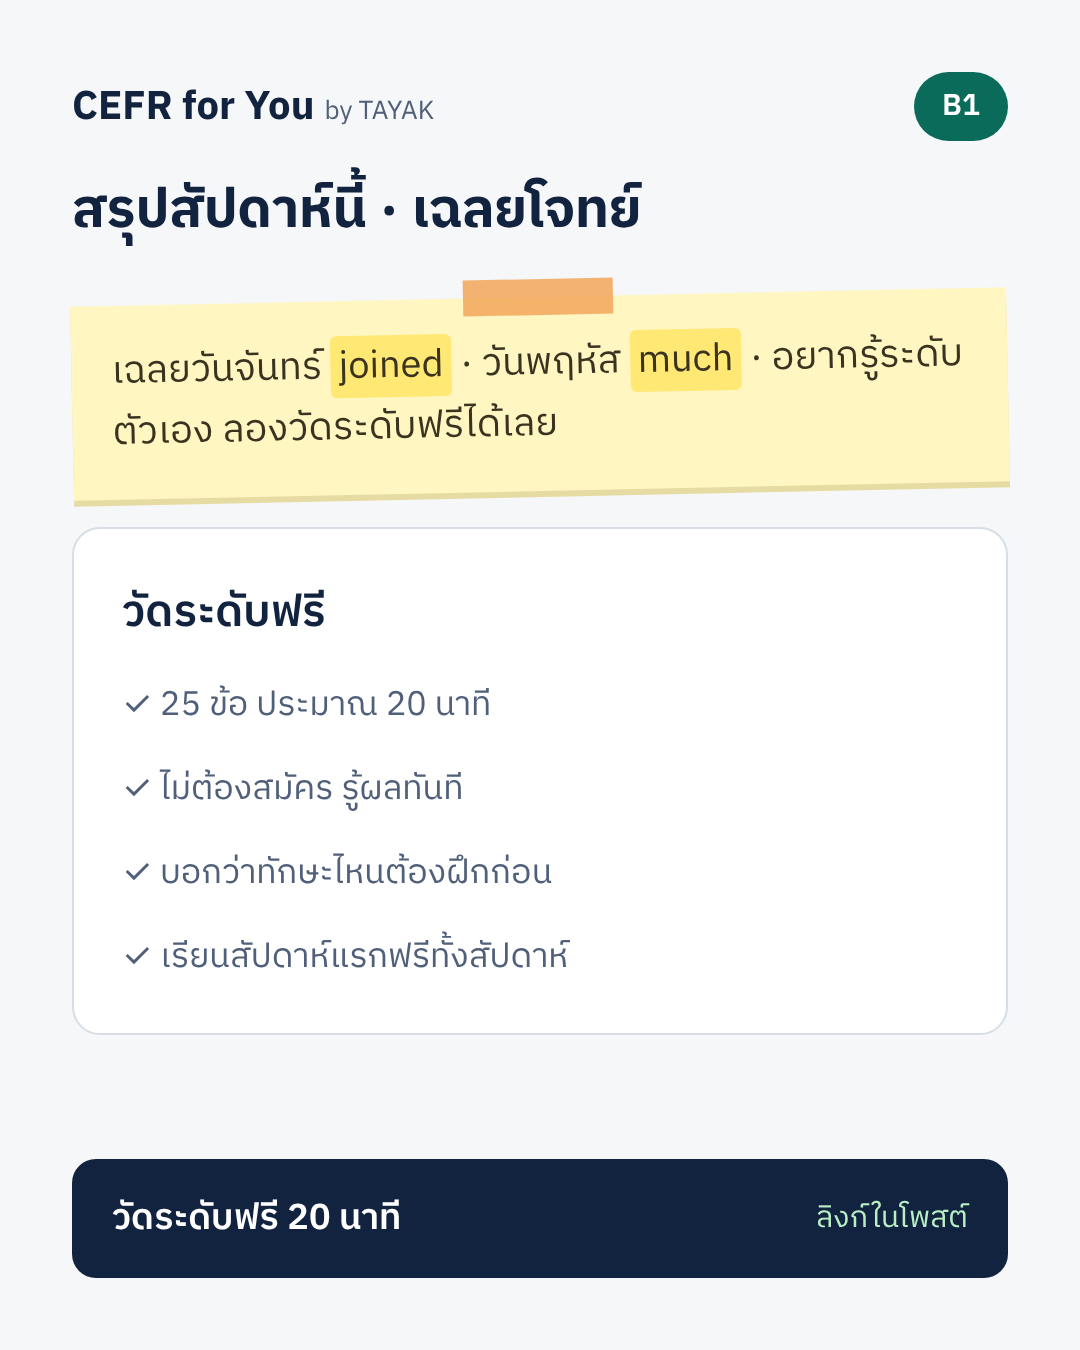 CEFR for You by TAYAK
B1
สรุปสัปดาห์นี้ · เฉลยโจทย์
เฉลยวันจันทร์ joined · วันพฤหัส much · อยากรู้ระดับ
ตัวเอง ลองวัดระดับฟรีได้เลย
วัดระดับฟรี
✓ 25 ข้อ ประมาณ 20 นาที
✓ ไม่ต้องสมัคร รู้ผลทันที
✓ บอกว่าทักษะไหนต้องฝึกก่อน
✓ เรียนสัปดาห์แรกฟรีทั้งสัปดาห์
วัดระดับฟรี 20 นาที
ลิงก์ในโพสต์